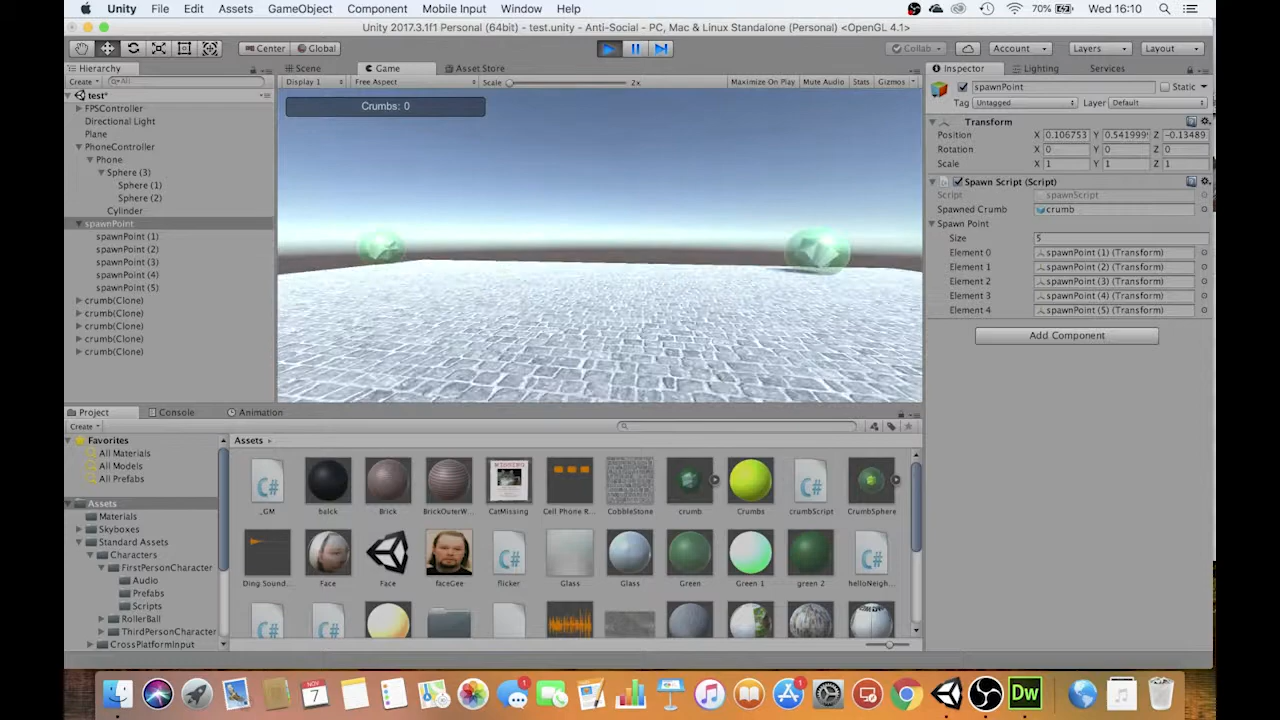 Unity File Edit Assets GameObject Component Mobile Input Window Help 70% Wed 16:10
Unity 2017.3.1f1 Personal (64bit) - test.unity - Anti-Social - PC, Mac & Linux Standalone (Personal) <OpenGL 4.1>
Center Global Collab Account Layers Layout
Hierarchy Scene Game Asset Store Inspector Lighting Services
Create All Display 1 Free Aspect Scale 2x Maximize On Play Mute Audio Stats Gizmos
test*
FPSController
Directional Light
Plane
PhoneController
Phone
Sphere (3)
Sphere (1)
Sphere (2)
Cylinder
spawnPoint
spawnPoint (1)
spawnPoint (2)
spawnPoint (3)
spawnPoint (4)
spawnPoint (5)
crumb(Clone)
crumb(Clone)
crumb(Clone)
crumb(Clone)
crumb(Clone)
Crumbs: 0
spawnPoint Static
Tag Untagged Layer Default
Transform
Position X 0.106753 Y 0.541999 Z -0.13489
Rotation X 0 Y 0 Z 0
Scale X 1 Y 1 Z 1
Spawn Script (Script)
Script spawnScript
Spawned Crumb crumb
Spawn Point
Size 5
Element 0 spawnPoint (1) (Transform)
Element 1 spawnPoint (2) (Transform)
Element 2 spawnPoint (3) (Transform)
Element 3 spawnPoint (4) (Transform)
Element 4 spawnPoint (5) (Transform)
Add Component
Project Console Animation
Create
Favorites
All Materials
All Models
All Prefabs
Assets
Materials
Skyboxes
Standard Assets
Characters
FirstPersonCharacter
Audio
Prefabs
Scripts
RollerBall
ThirdPersonCharacter
CrossPlatformInput
Assets
MISSING
_GM balck Brick BrickOuterW... CatMissing Cell Phone R... CobbleStone crumb Crumbs crumbScript CrumbSphere
Ding Sound... Face Face faceGee flicker Glass Glass Green Green 1 green 2 helloNeigh...
C# C# C# C# C# C#
NOV
7
1
1
Dw